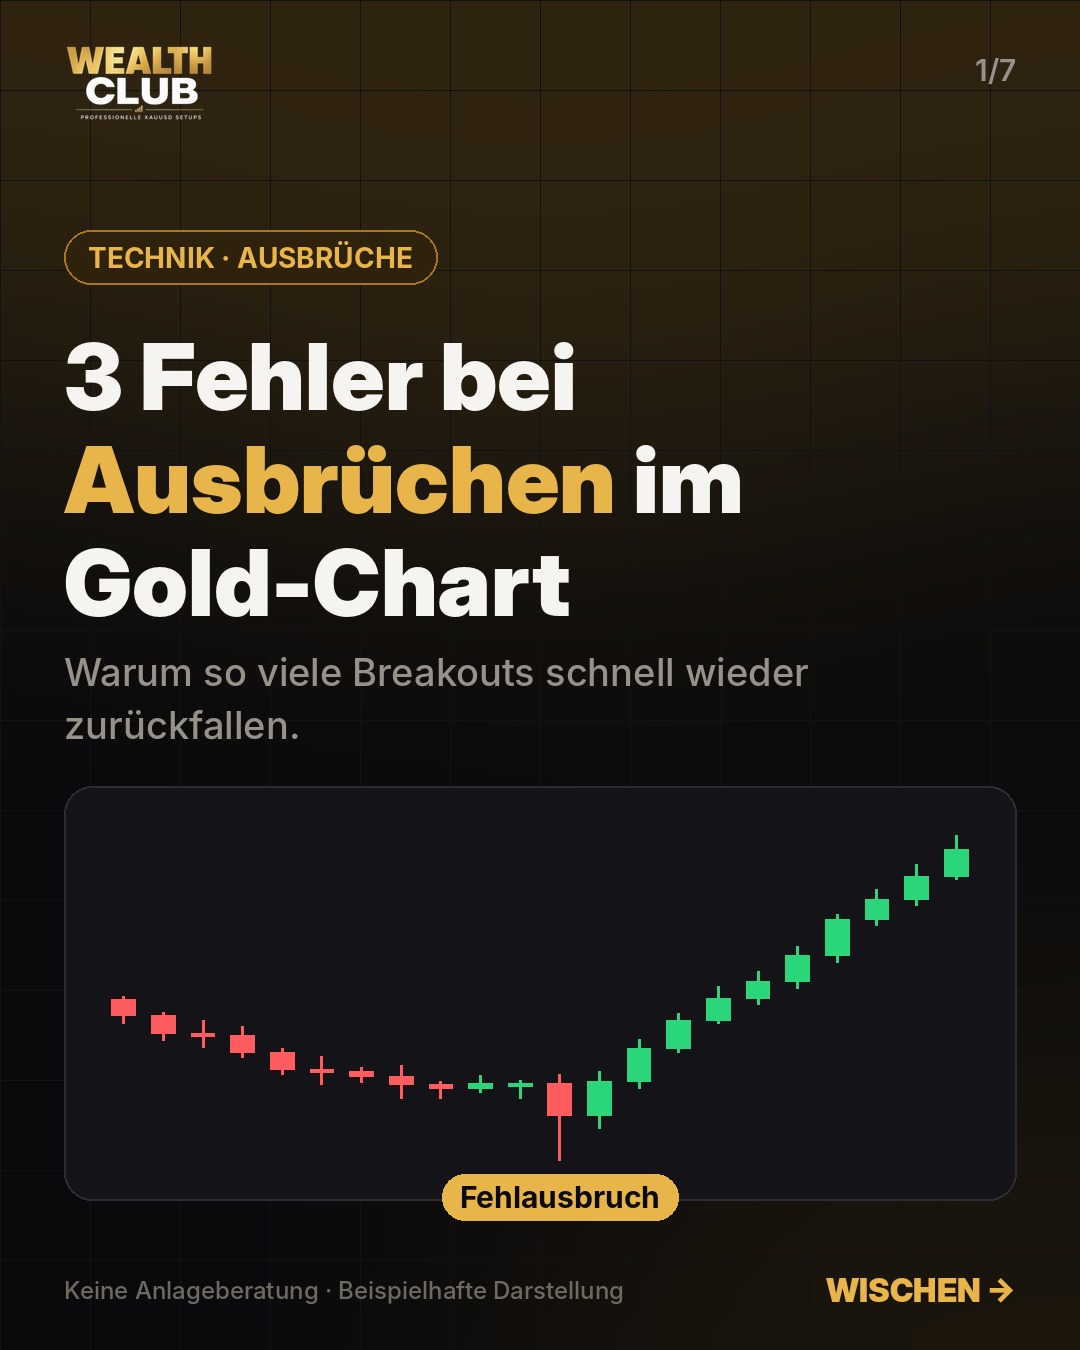 WEALTH
CLUB
PROFESSIONELLE XAUUSD SETUPS
1/7
TECHNIK · AUSBRÜCHE
3 Fehler bei
Ausbrüchen im
Gold-Chart
Warum so viele Breakouts schnell wieder
zurückfallen.
Fehlausbruch
Keine Anlageberatung · Beispielhafte Darstellung
WISCHEN →